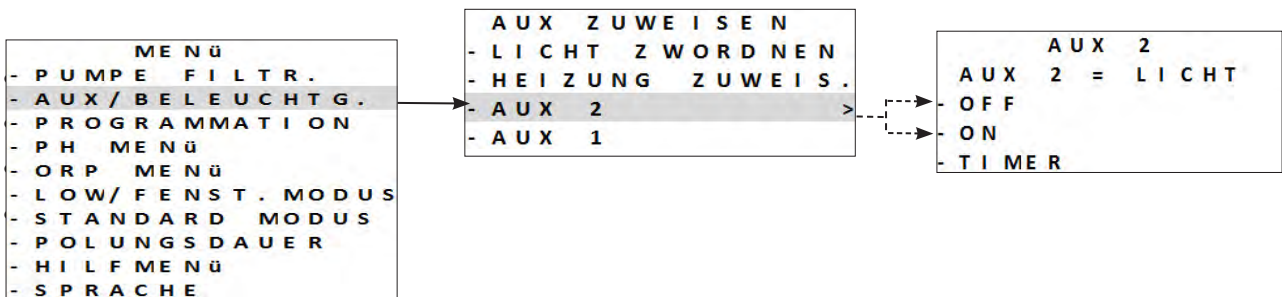 MENü
- PUMPE FILTR.
- AUX/BELEUCHTG.
- PROGRAMMATION
- PH MENü
- ORP MENü
- LOW/FENST. MODUS
- STANDARD MODUS
- POLUNGSDAUER
- HILFMENü
- SPRACHE
AUX ZUWEISEN
- LICHT ZWORDNEN
- HEIZUNG ZUWEIS.
- AUX 2 >
- AUX 1
AUX 2
AUX 2 = LICHT
- OFF
- ON
- TIMER